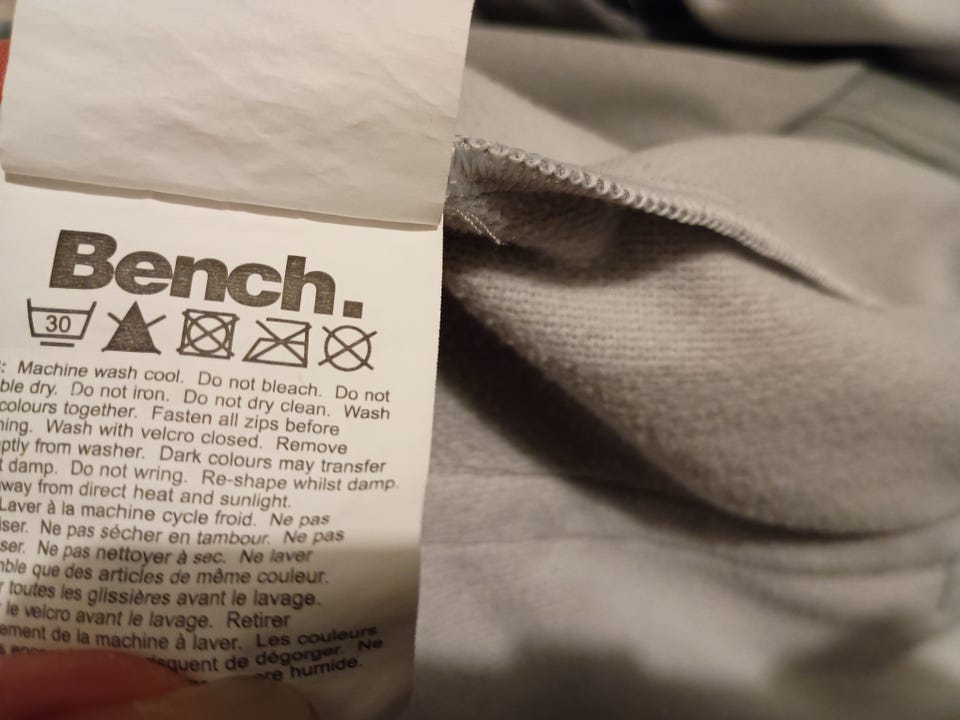 Bench.
30
: Machine wash cool. Do not bleach. Do not
ble dry. Do not iron. Do not dry clean. Wash
colours together. Fasten all zips before
ning. Wash with velcro closed. Remove
ptly from washer. Dark colours may transfer
t damp. Do not wring. Re-shape whilst damp.
way from direct heat and sunlight.
Laver à la machine cycle froid. Ne pas
iser. Ne pas sécher en tambour. Ne pas
ser. Ne pas nettoyer à sec. Ne laver
mble que des articles de même couleur.
r toutes les glissières avant le lavage.
le velcro avant le lavage. Retirer
ement de la machine à laver. Les couleurs
isquent de dégorger. Ne
re humide.